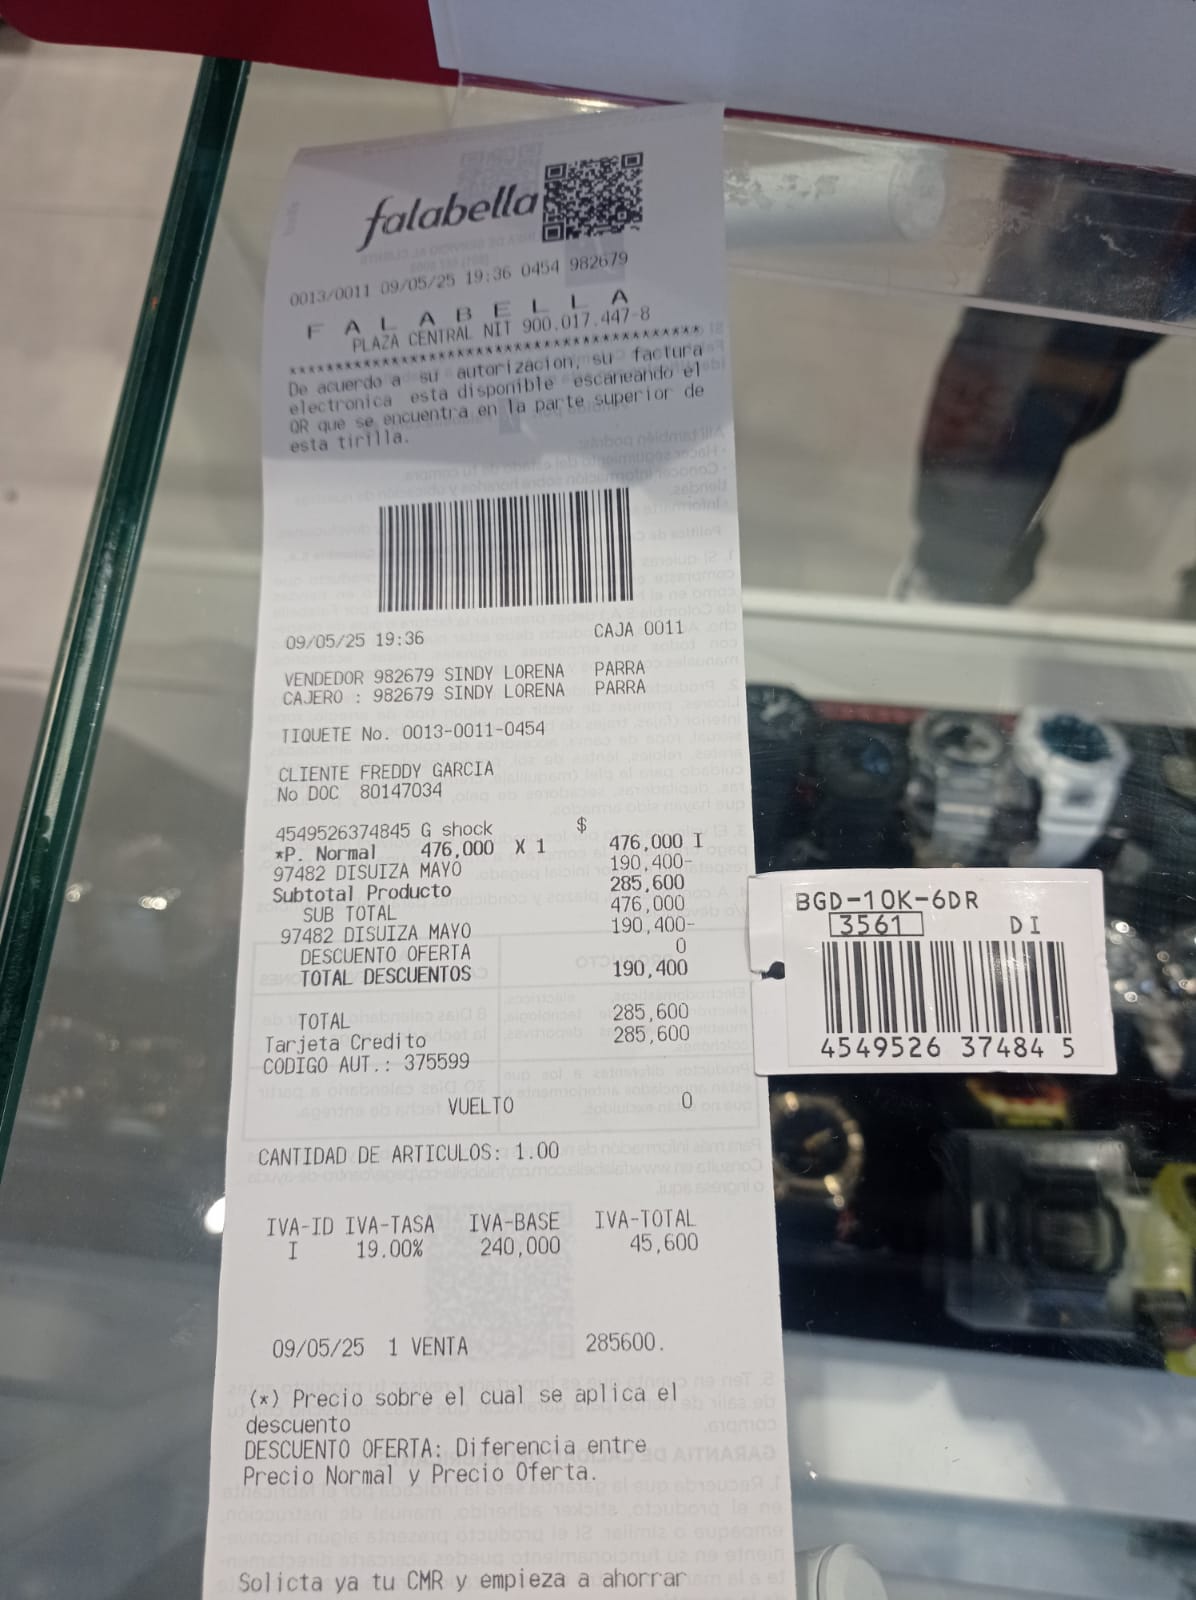 falabella
0013/0011 09/05/25 19:36 0454 982679
F A L A B E L L A
PLAZA CENTRAL NIT 900.017.447-8
De acuerdo a su autorizacion, su factura
electronica esta disponible escaneando el
QR que se encuentra en la parte superior de
esta tirilla.
09/05/25 19:36 CAJA 0011
VENDEDOR 982679 SINDY LORENA PARRA
CAJERO : 982679 SINDY LORENA PARRA
TIQUETE No. 0013-0011-0454
CLIENTE FREDDY GARCIA
No DOC 80147034
4549526374845 G shock $
*P. Normal 476,000 X 1 476,000 I
97482 DISUIZA MAYO 190,400-
Subtotal Producto 285,600
SUB TOTAL 476,000
97482 DISUIZA MAYO 190,400-
DESCUENTO OFERTA 0
TOTAL DESCUENTOS 190,400
TOTAL 285,600
Tarjeta Credito 285,600
CODIGO AUT.: 375599
VUELTO 0
CANTIDAD DE ARTICULOS: 1.00
IVA-ID IVA-TASA IVA-BASE IVA-TOTAL
I 19.00% 240,000 45,600
09/05/25 1 VENTA 285600.
(*) Precio sobre el cual se aplica el
descuento
DESCUENTO OFERTA: Diferencia entre
Precio Normal y Precio Oferta.
Solicta ya tu CMR y empieza a ahorrar
BGD-10K-6DR
3561 DI
4549526 37484 5